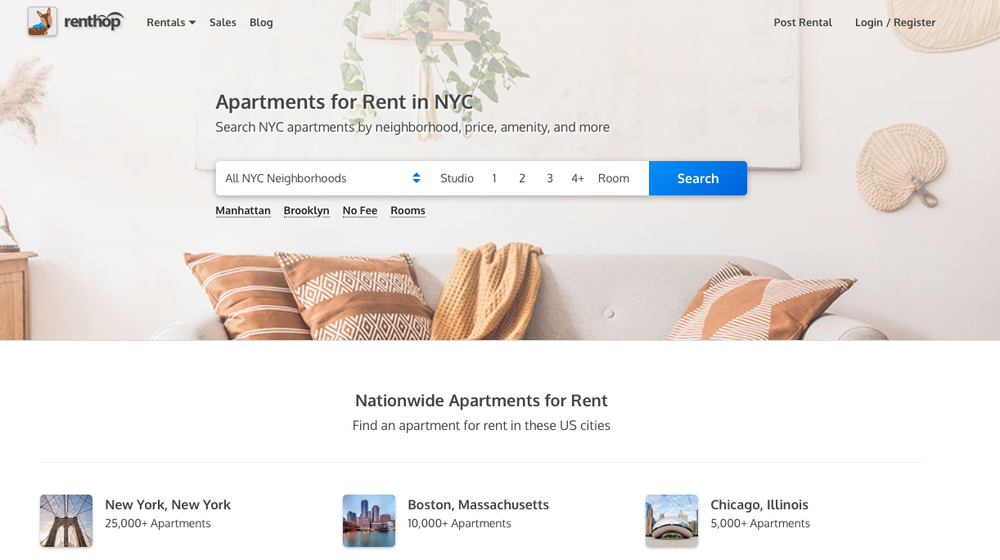 renthop
Rentals Sales Blog Post Rental Login / Register
Apartments for Rent in NYC
Search NYC apartments by neighborhood, price, amenity, and more
All NYC Neighborhoods Studio 1 2 3 4+ Room Search
Manhattan Brooklyn No Fee Rooms
Nationwide Apartments for Rent
Find an apartment for rent in these US cities
New York, New York
25,000+ Apartments
Boston, Massachusetts
10,000+ Apartments
Chicago, Illinois
5,000+ Apartments